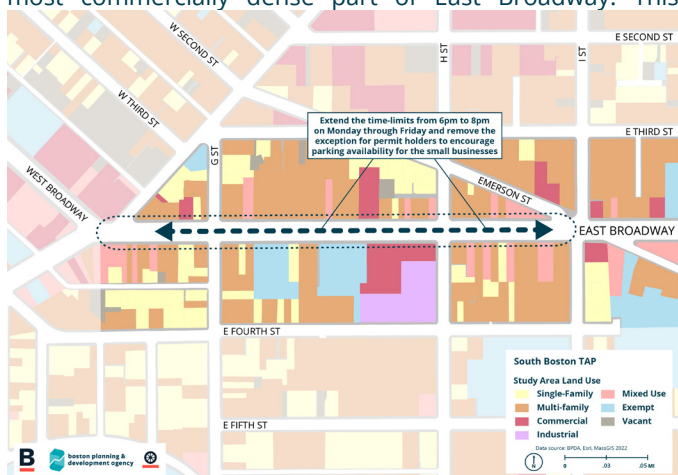 most commercially dense part of East Broadway. This
E SECOND ST
W SECOND ST
H ST
I ST
W THIRD ST
Extend the time-limits from 6pm to 8pm
on Monday through Friday and remove the
exception for permit holders to encourage
parking availability for the small businesses
E THIRD ST
G ST
WEST BROADWAY
EMERSON ST
EAST BROADWAY
E FOURTH ST
South Boston TAP
Study Area Land Use
Single-Family
Mixed Use
Multi-family
Exempt
Commercial
Vacant
Industrial
E FIFTH ST
Data source: BPDA, Esri, MassGIS 2022
B
boston planning &
development agency
N
0 .03 .05 MI